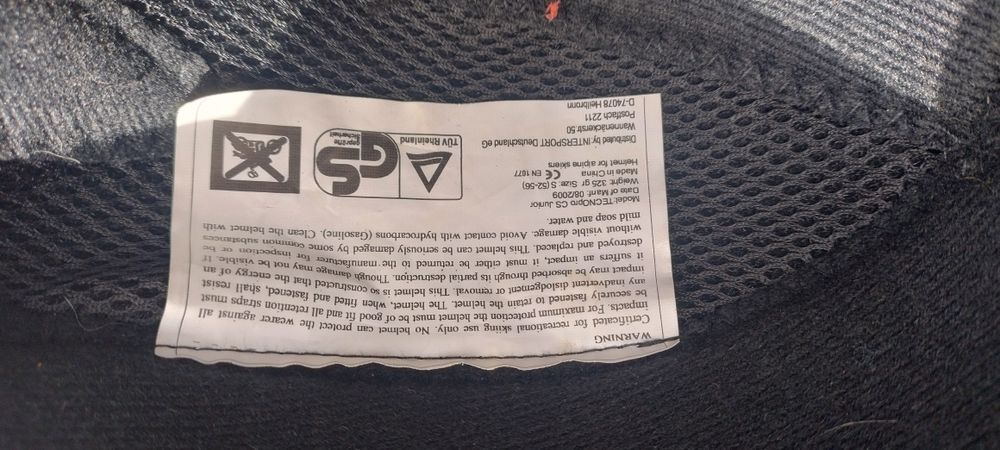 WARNING
Certificated for recreational skiing use only. No helmet can protect the wearer against all
impacts. For maximum protection the helmet must be of good fit and all retention straps must
be securely fastened to retain the helmet. The helmet, when fitted and fastened, shall resist
any inadvertent dislodgement or removal. This helmet is so constructed that the energy of an
impact may be absorbed through its partial destruction. Though damage may not be visible. If
it suffers an impact, it must either be returned to the manufacturer for inspection or be
destroyed and replaced. This helmet can be seriously damaged by some common substances
without visible damage. Avoid contact with hydrocarbons (Gasoline), Clean the helmet with
mild soap and water.
Model:TECNOpro CS Junior
Date of Manf: 08/2009
Weight: 325 gr Size: S (52-56)
Made in China
Helmet for alpine skiers CE EN 1077
Distributed by INTERSPORT Deutschland eG
Wannenäckerstr.50
Postfach 2211
D-74078 Heilbronn
TÜV Rheinland
GS
geprüfte
Sicherheit